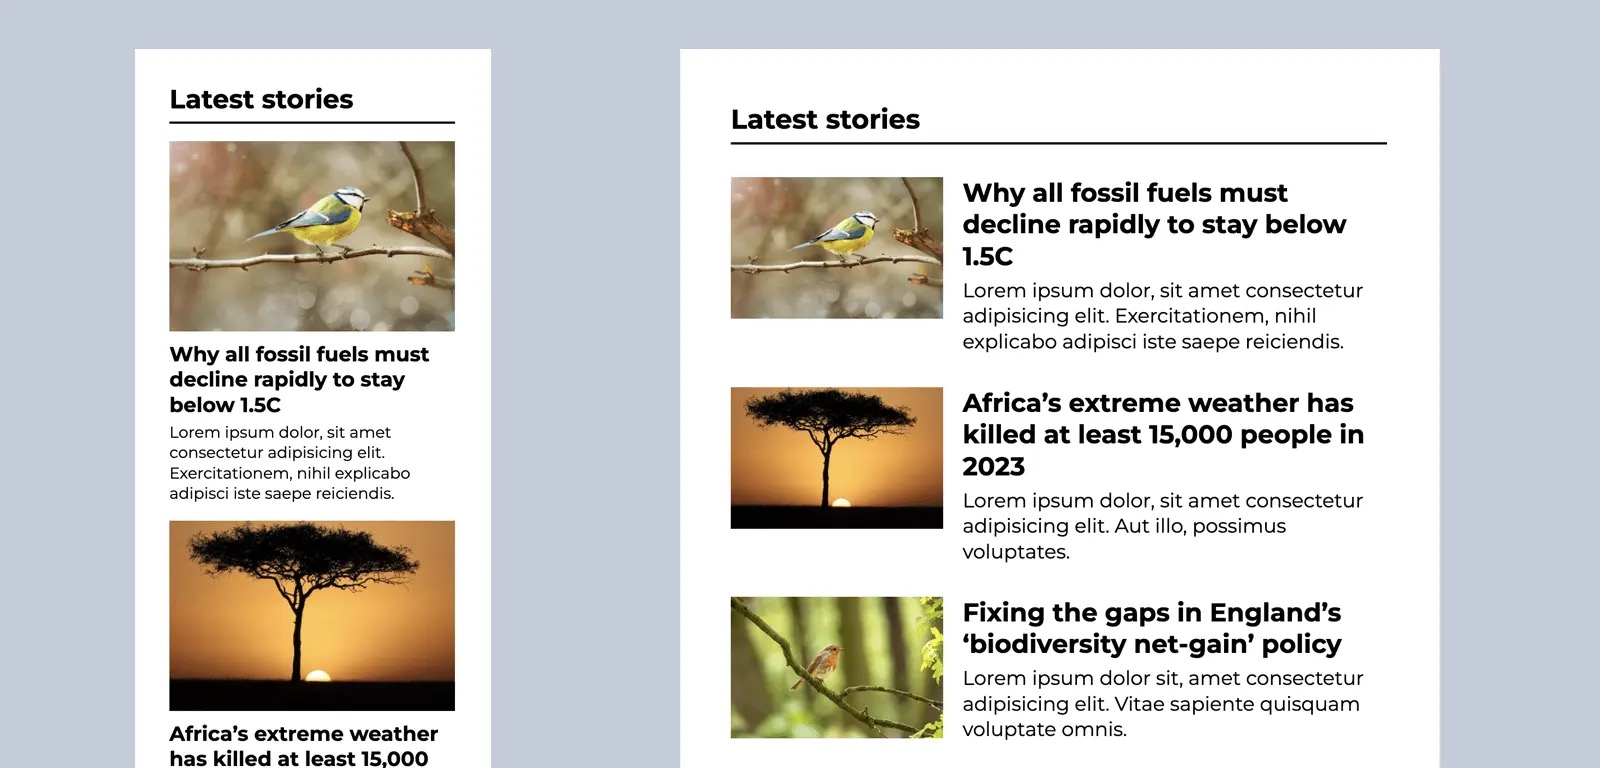 Latest stories
Why all fossil fuels must
decline rapidly to stay
below 1.5C
Lorem ipsum dolor, sit amet
consectetur adipisicing elit.
Exercitationem, nihil explicabo
adipisci iste saepe reiciendis.
Africa’s extreme weather
has killed at least 15,000
Latest stories
Why all fossil fuels must
decline rapidly to stay below
1.5C
Lorem ipsum dolor, sit amet consectetur
adipisicing elit. Exercitationem, nihil
explicabo adipisci iste saepe reiciendis.
Africa’s extreme weather has
killed at least 15,000 people in
2023
Lorem ipsum dolor, sit amet consectetur
adipisicing elit. Aut illo, possimus
voluptates.
Fixing the gaps in England’s
‘biodiversity net-gain’ policy
Lorem ipsum dolor sit, amet consectetur
adipisicing elit. Vitae sapiente quisquam
voluptate omnis.